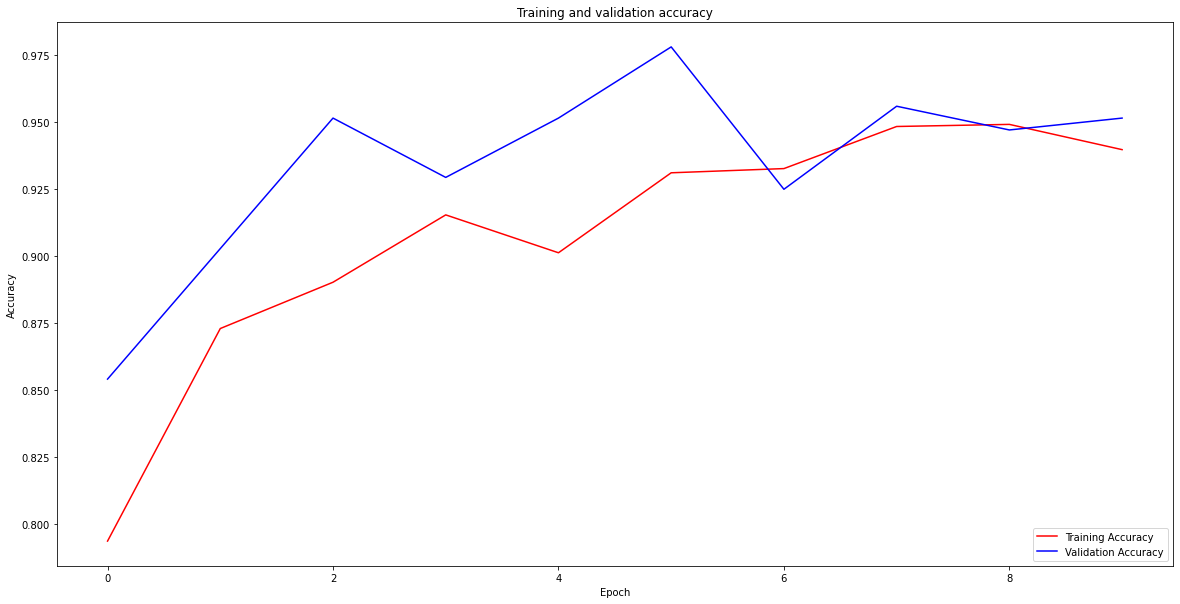 Training and validation accuracy
0.975
0.950
0.925
0.900
0.875
0.850
0.825
0.800
Accuracy
0 2 4 6 8
Epoch
Training Accuracy
Validation Accuracy